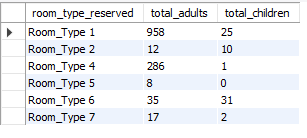 room_type_reserved total_adults total_children
Room_Type 1 958 25
Room_Type 2 12 10
Room_Type 4 286 1
Room_Type 5 8 0
Room_Type 6 35 31
Room_Type 7 17 2